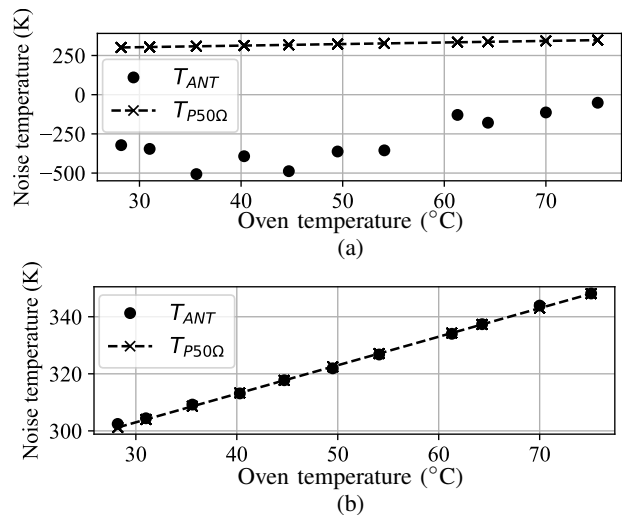 Noise temperature (K)
250
0
−250
−500
T_ANT
T_P50Ω
30 40 50 60 70
Oven temperature (°C)
(a)
Noise temperature (K)
340
320
300
T_ANT
T_P50Ω
30 40 50 60 70
Oven temperature (°C)
(b)